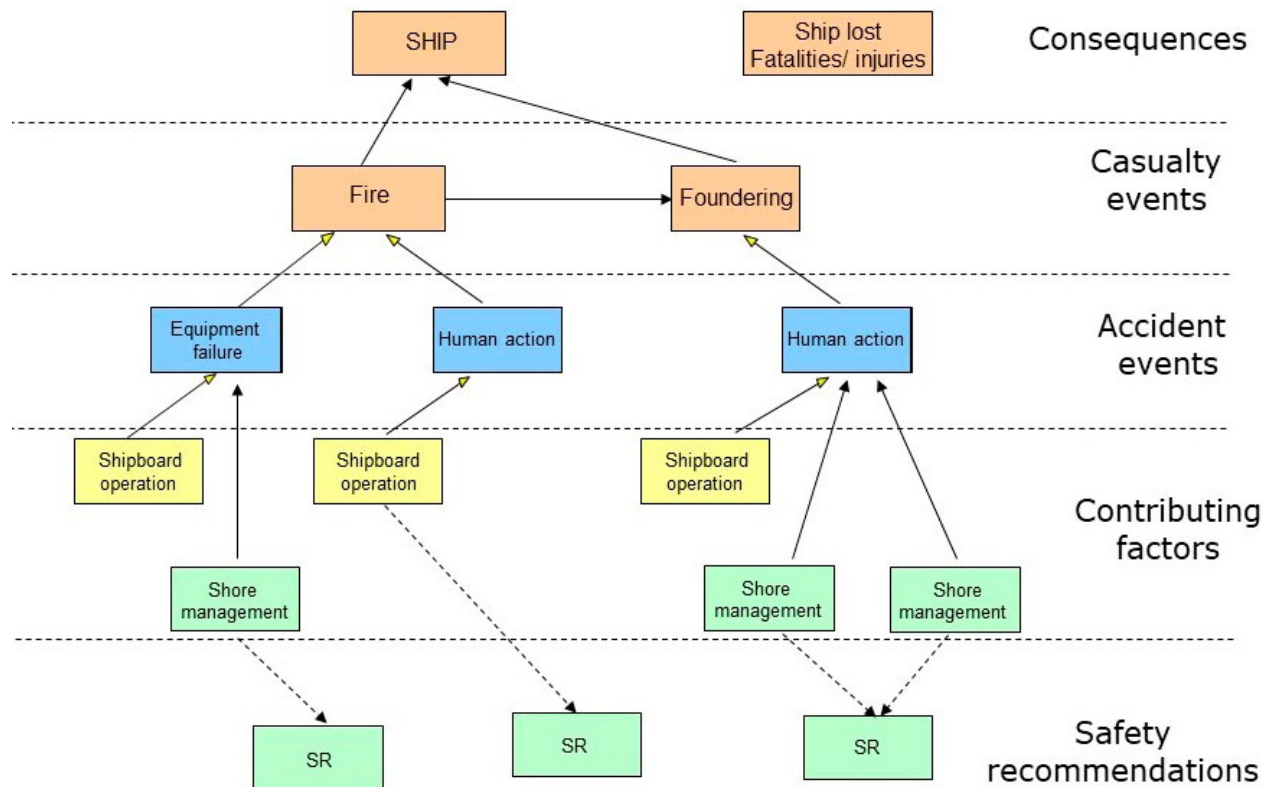 SHIP
Ship lost
Fatalities/ injuries
Consequences
Fire
Foundering
Casualty
events
Equipment
failure
Human action
Human action
Accident
events
Shipboard
operation
Shipboard
operation
Shipboard
operation
Contributing
factors
Shore
management
Shore
management
Shore
management
SR
SR
SR
Safety
recommendations